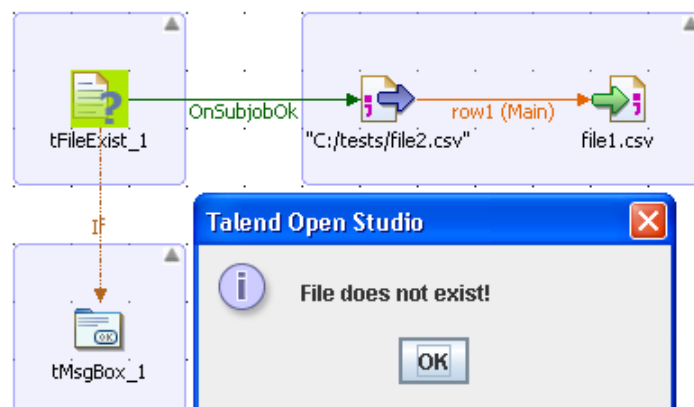 OnSubjobOk
row1 (Main)
tFileExist_1
"C:/tests/file2.csv"
file1.csv
If
Talend Open Studio
File does not exist!
OK
OK
tMsgBox_1